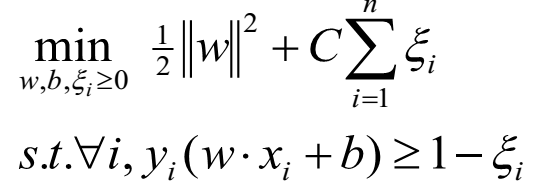 min_{w,b,ξ_i≥0} ½‖w‖² + C∑_{i=1}^{n} ξ_i
s.t.∀i, y_i(w·x_i + b) ≥ 1 − ξ_i